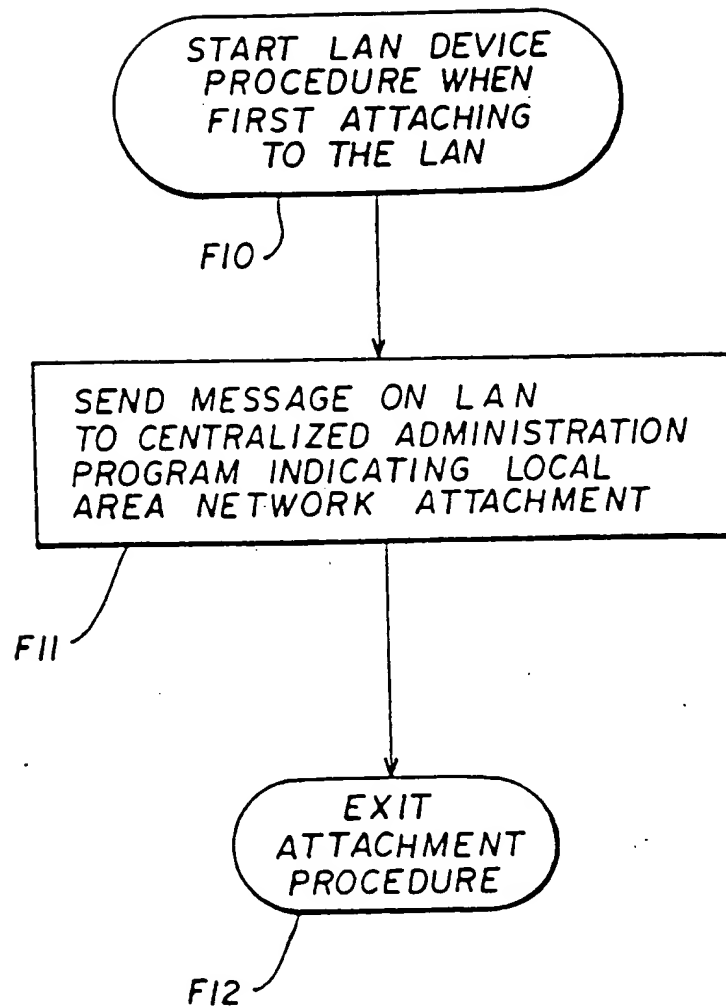 START LAN DEVICE
PROCEDURE WHEN
FIRST ATTACHING
TO THE LAN
F10
SEND MESSAGE ON LAN
TO CENTRALIZED ADMINISTRATION
PROGRAM INDICATING LOCAL
AREA NETWORK ATTACHMENT
F11
EXIT
ATTACHMENT
PROCEDURE
F12